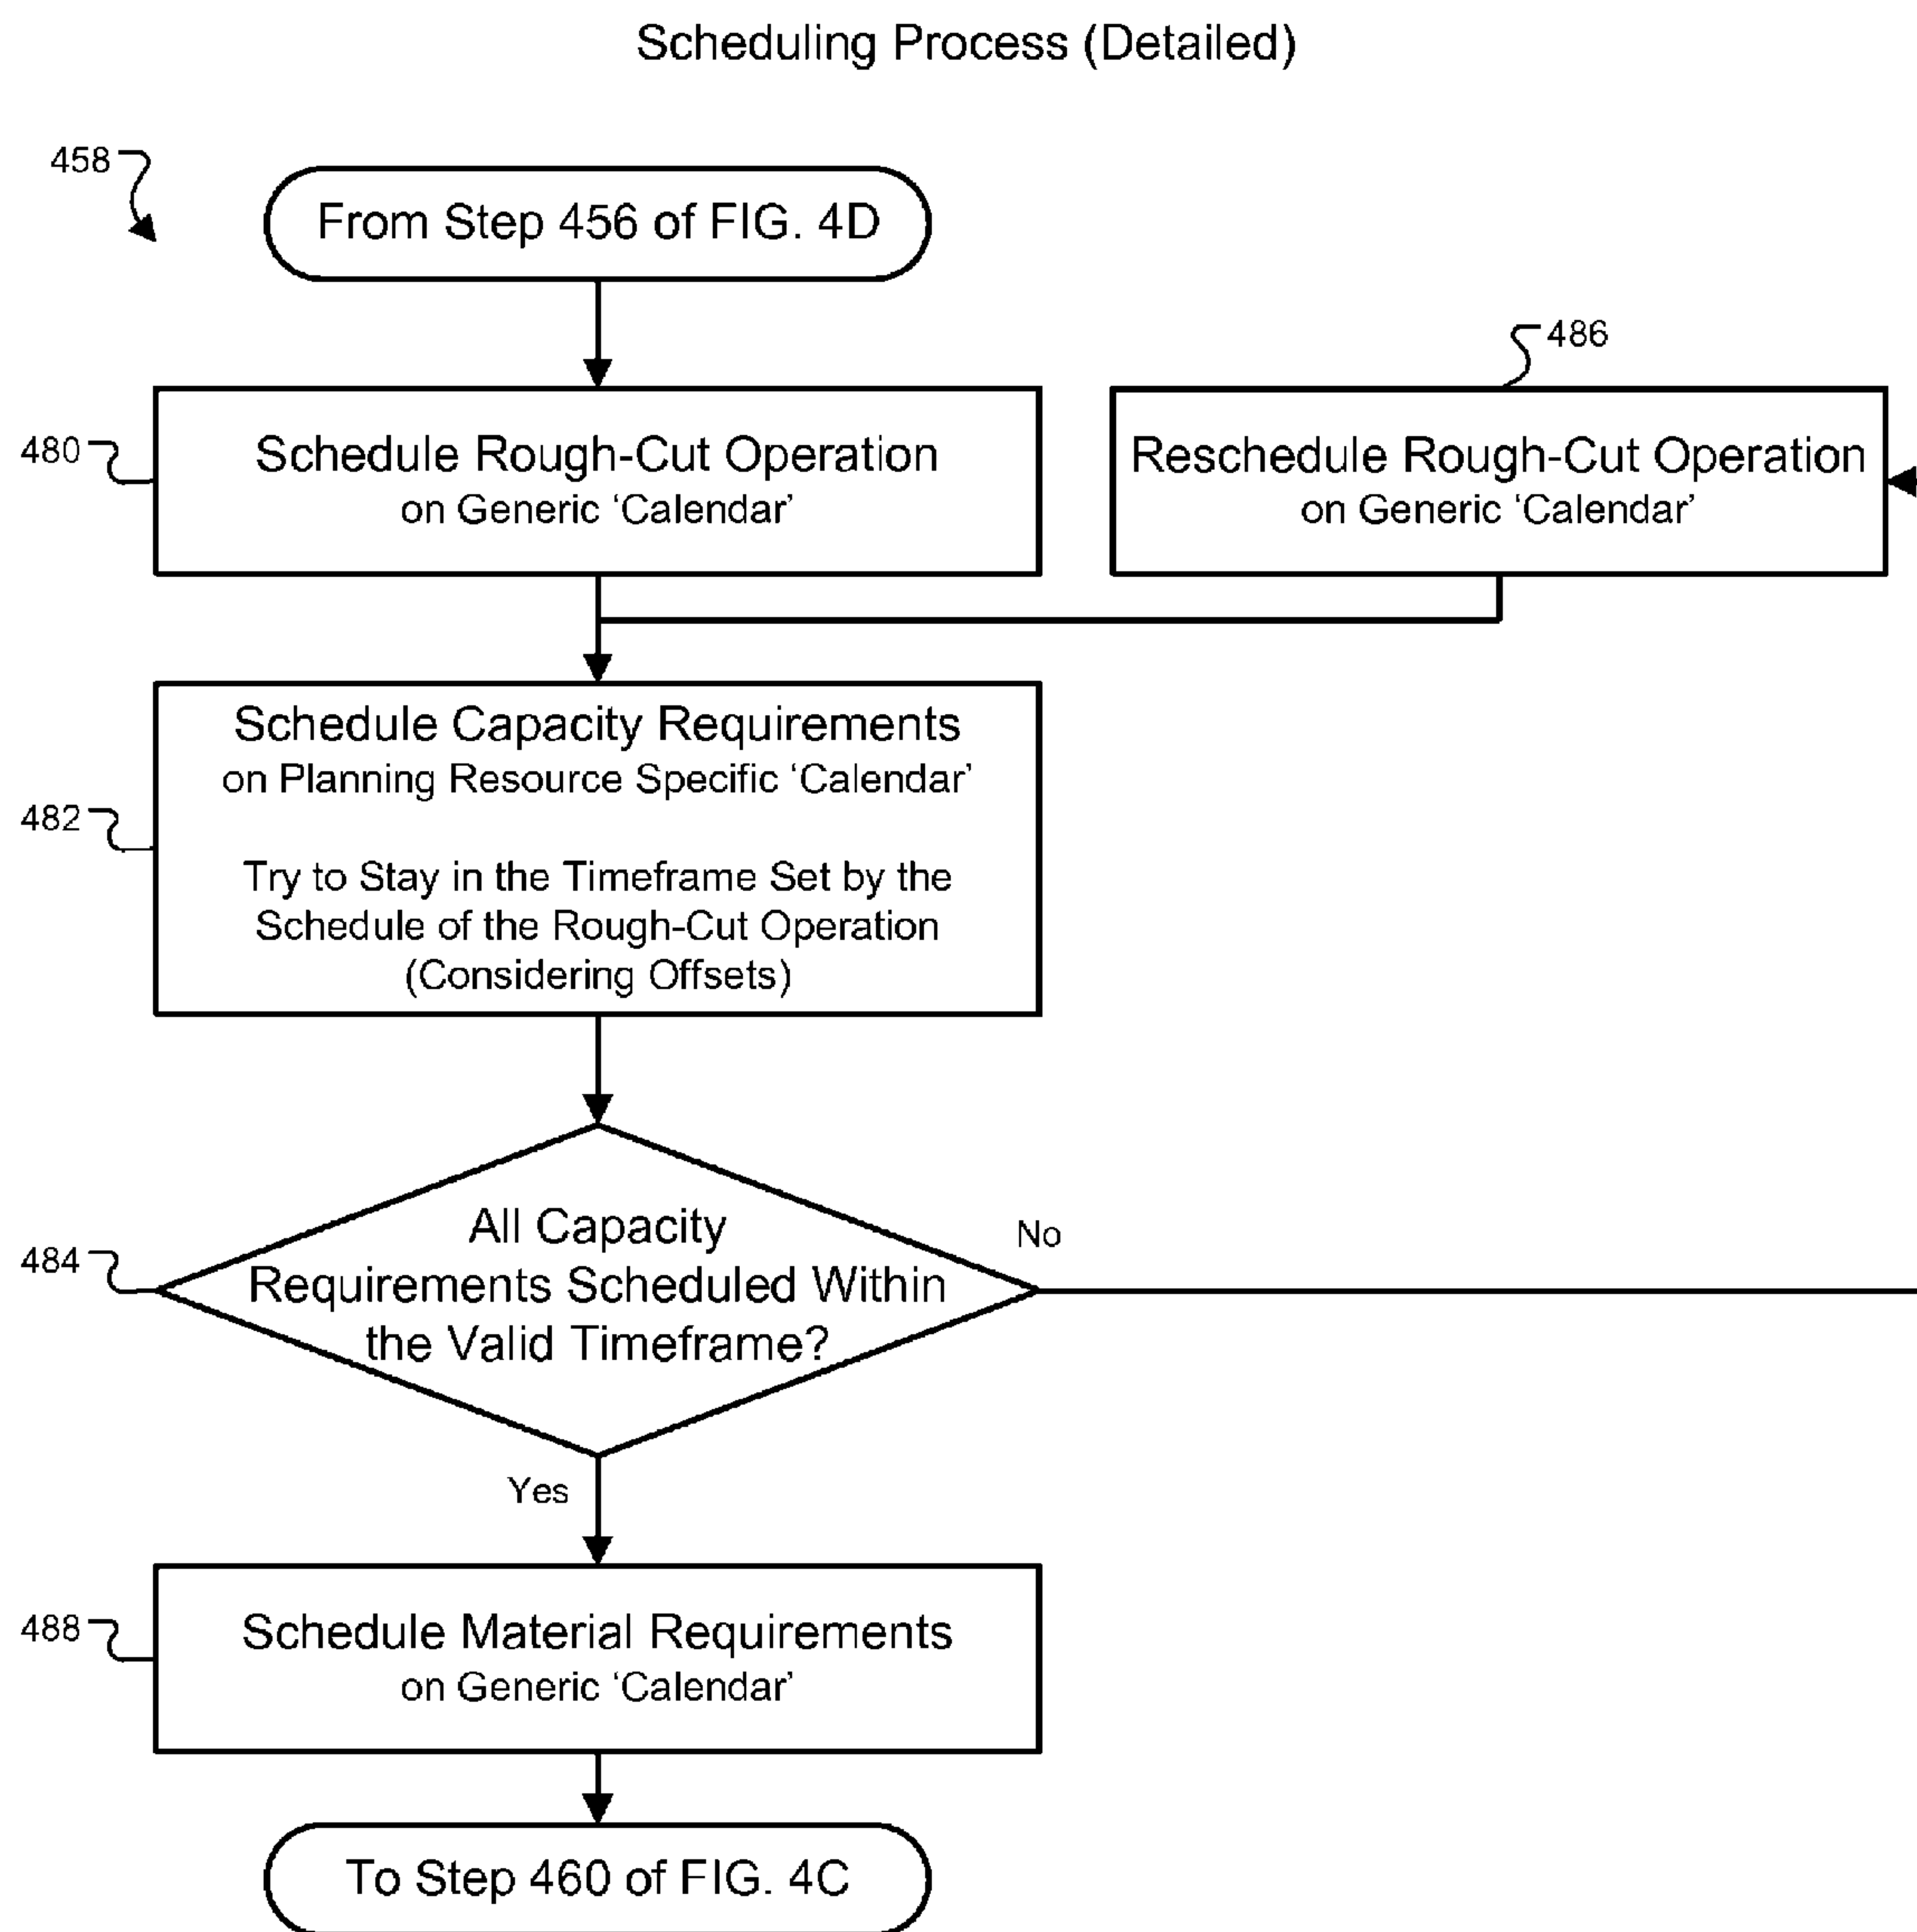 Scheduling Process (Detailed)
458
From Step 456 of FIG. 4D
486
480
Schedule Rough-Cut Operation
on Generic ‘Calendar’
Reschedule Rough-Cut Operation
on Generic ‘Calendar’
482
Schedule Capacity Requirements
on Planning Resource Specific ‘Calendar’
Try to Stay in the Timeframe Set by the
Schedule of the Rough-Cut Operation
(Considering Offsets)
484
All Capacity
Requirements Scheduled Within
the Valid Timeframe?
No
Yes
488
Schedule Material Requirements
on Generic ‘Calendar’
To Step 460 of FIG. 4C